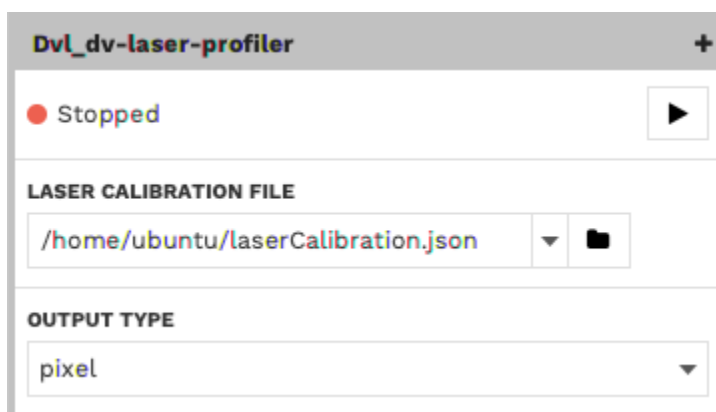 Dvl_dv-laser-profiler +
Stopped
LASER CALIBRATION FILE
/home/ubuntu/laserCalibration.json
OUTPUT TYPE
pixel